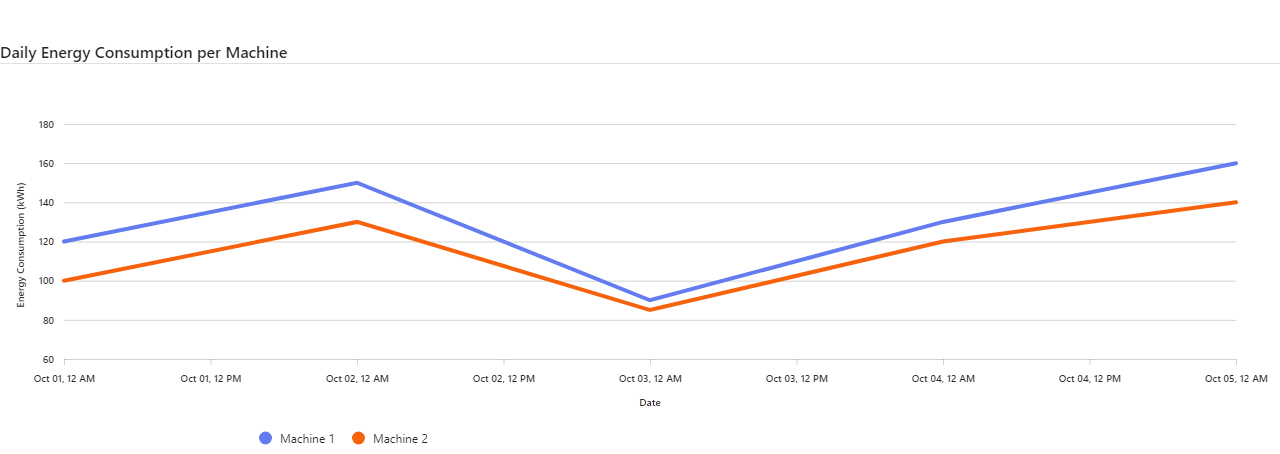 Daily Energy Consumption per Machine
180
160
140
120
100
80
60
Energy Consumption (kWh)
Oct 01, 12 AM Oct 01, 12 PM Oct 02, 12 AM Oct 02, 12 PM Oct 03, 12 AM Oct 03, 12 PM Oct 04, 12 AM Oct 04, 12 PM Oct 05, 12 AM
Date
Machine 1 Machine 2